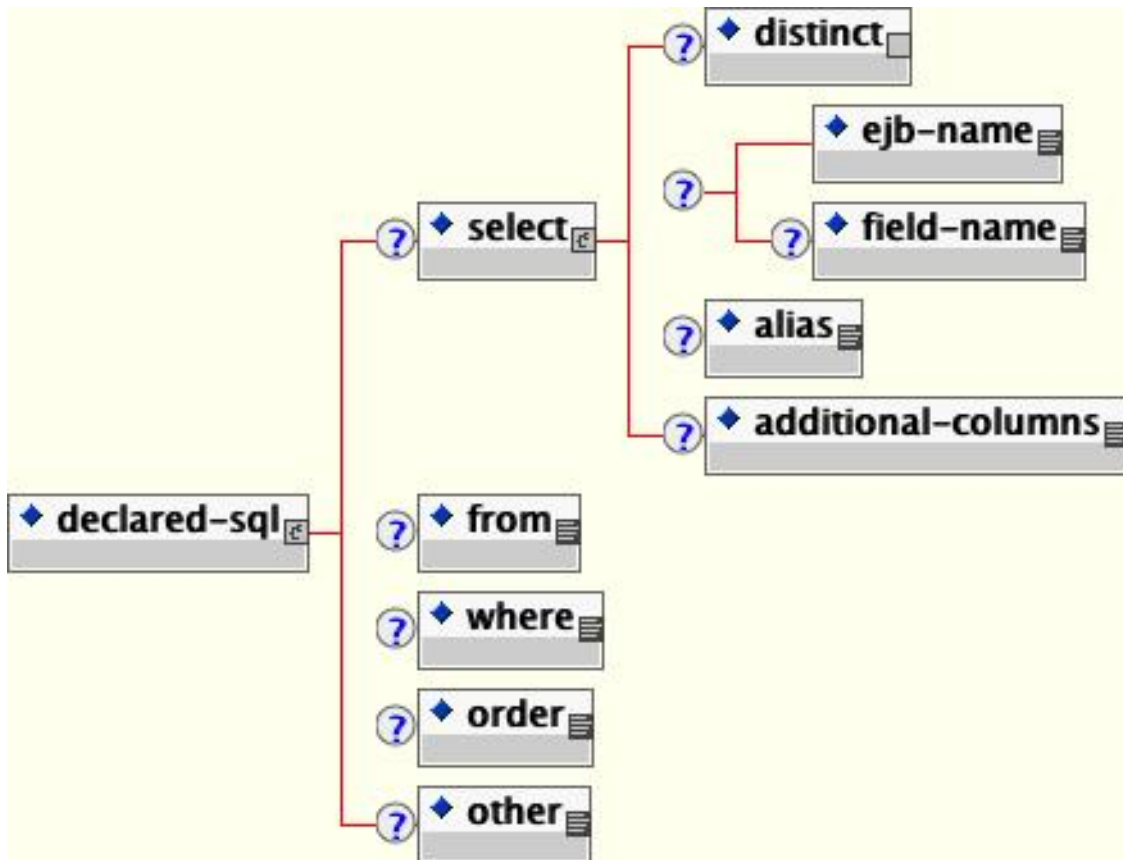 distinct
ejb-name
select
field-name
alias
additional-columns
declared-sql
from
where
order
other